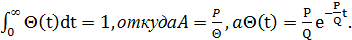 ∫₀^∞ Θ(t)dt = 1, откуда A = P/Θ, а Θ(t) = P/Q e^(−P/Q t).